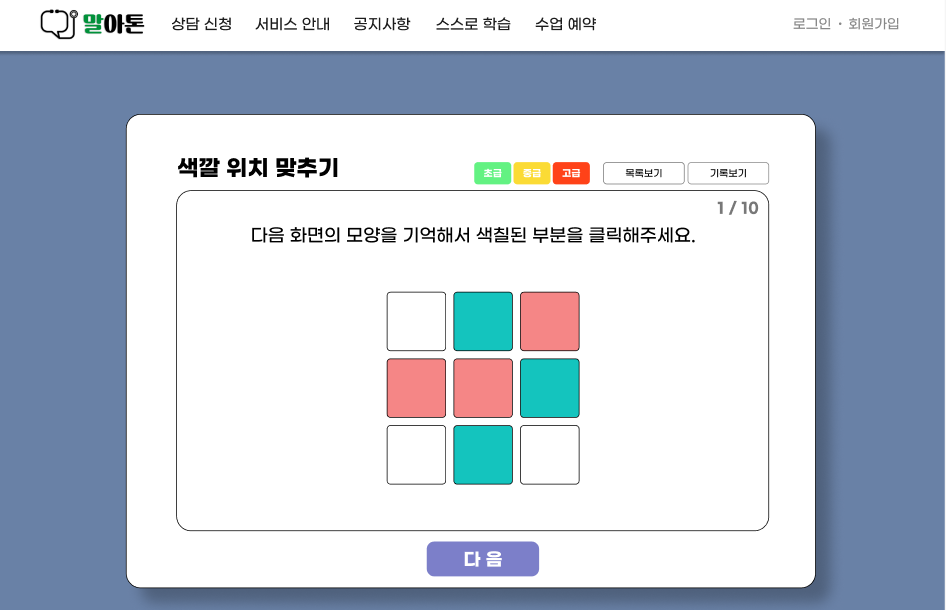 말아톤 상담 신청 서비스 안내 공지사항 스스로 학습 수업 예약 로그인 · 회원가입
색깔 위치 맞추기 초급 중급 고급 목록보기 기록보기
1 / 10
다음 화면의 모양을 기억해서 색칠된 부분을 클릭해주세요.
다 음